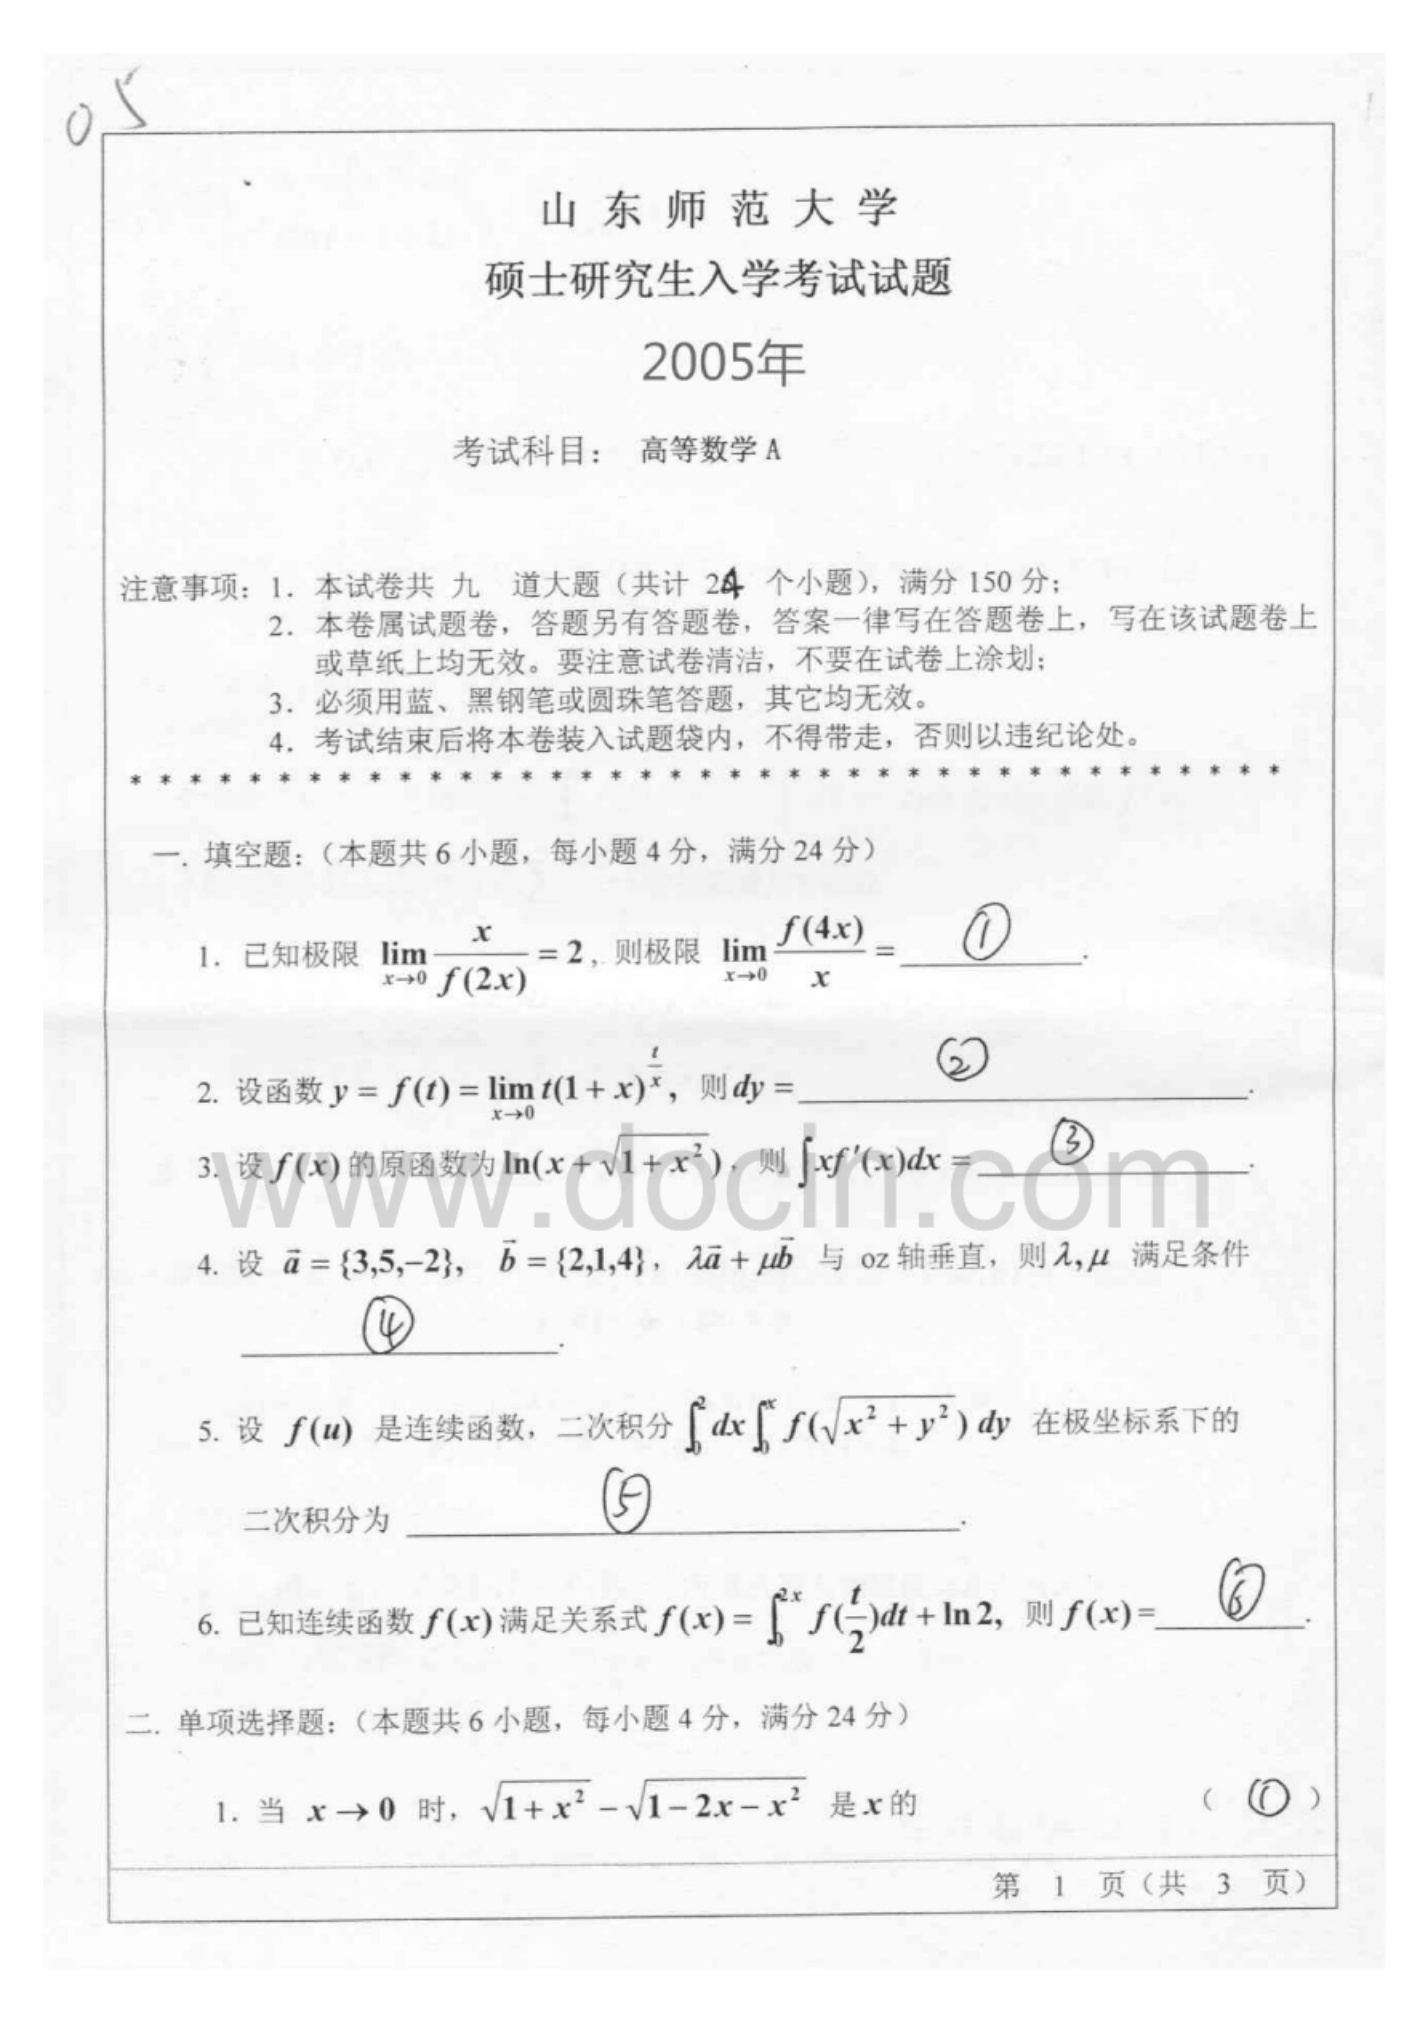 05
山东师范大学
硕士研究生入学考试试题
2005年
考试科目： 高等数学 A
注意事项：1．本试卷共 九 道大题（共计 24 个小题），满分 150 分；
2．本卷属试题卷，答题另有答题卷，答案一律写在答题卷上，写在该试题卷上
或草纸上均无效。要注意试卷清洁，不要在试卷上涂划；
3．必须用蓝、黑钢笔或圆珠笔答题，其它均无效。
4．考试结束后将本卷装入试题袋内，不得带走，否则以违纪论处。
* * * * * * * * * * * * * * * * * * * * * * * * * * * * * * * * * * * * * * *
一. 填空题：（本题共 6 小题，每小题 4 分，满分 24 分）
1. 已知极限 lim_{x→0} x/f(2x) = 2，则极限 lim_{x→0} f(4x)/x = ____①____.
2. 设函数 y = f(t) = lim_{x→0} t(1+x)^{t/x}, 则 dy = ____②____.
3. 设 f(x) 的原函数为 ln(x + √(1+x²))，则 ∫xf′(x)dx = ____③____.
4. 设 a⃗ = {3,5,−2}, b⃗ = {2,1,4}，λa⃗ + μb⃗ 与 oz 轴垂直，则 λ,μ 满足条件
____④____.
5. 设 f(u) 是连续函数，二次积分 ∫₀² dx ∫₀ˣ f(√(x²+y²)) dy 在极坐标系下的
二次积分为 ____⑤____.
6. 已知连续函数 f(x) 满足关系式 f(x) = ∫₀^{2x} f(t/2)dt + ln2, 则 f(x) = ____⑥____.
二. 单项选择题：（本题共 6 小题，每小题 4 分，满分 24 分）
1. 当 x → 0 时，√(1+x²) − √(1−2x−x²) 是 x 的 （ ① ）
第 1 页（共 3 页）
www.docin.com